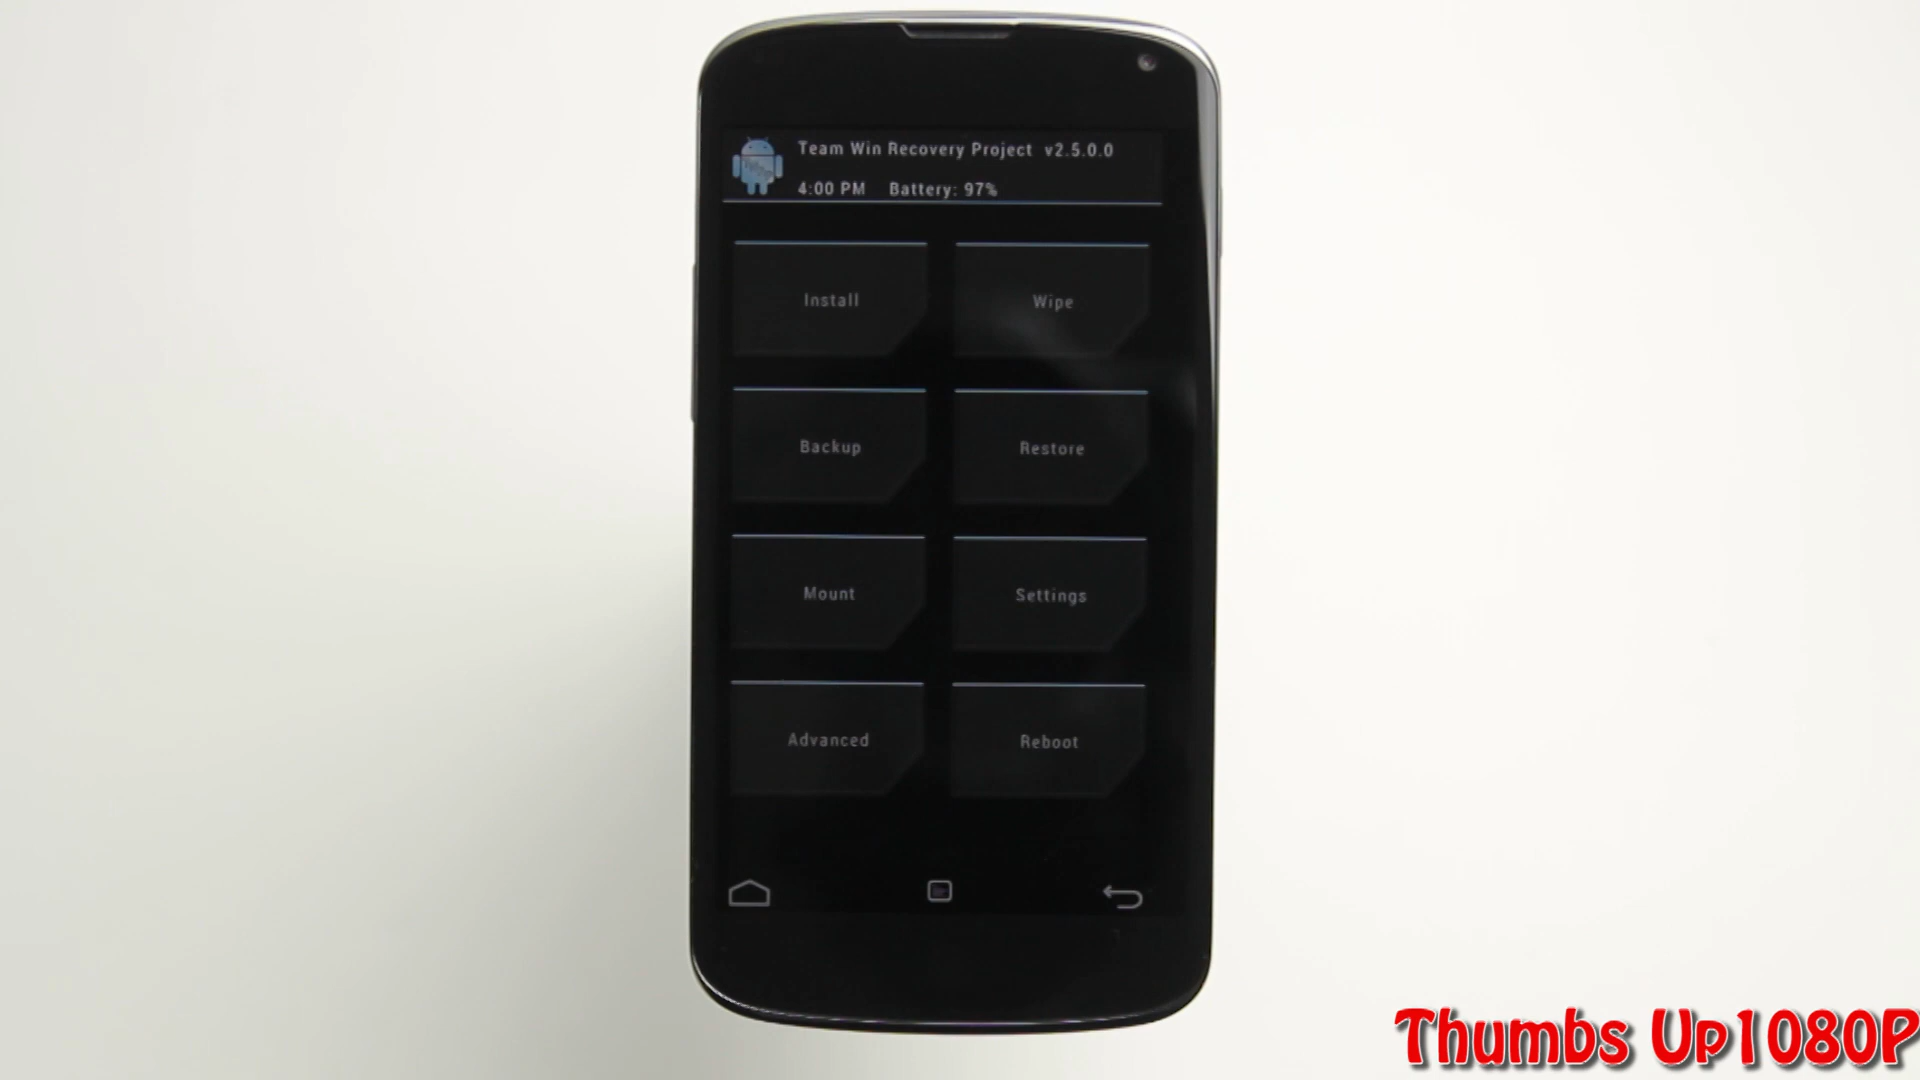 Team Win Recovery Project v2.5.0.0
4:00 PM Battery: 97%
Install Wipe
Backup Restore
Mount Settings
Advanced Reboot
Thumbs Up1080P